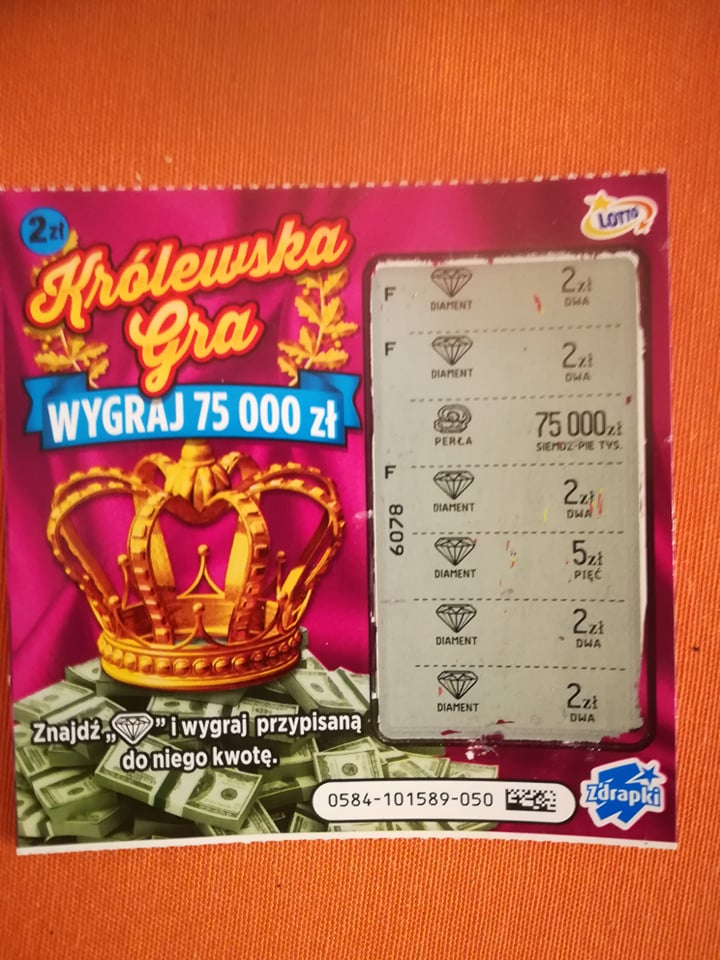 2zł
LOTTO
Królewska
Gra
WYGRAJ 75 000 zł
F
2zł
DIAMENT
DWA
F
2zł
DIAMENT
DWA
75 000zł
PERŁA
SIEMDZ-PIE TYS.
F
2zł
DIAMENT
DWA
6078
5zł
DIAMENT
PIĘĆ
2zł
DIAMENT
DWA
2zł
DIAMENT
DWA
Znajdź „ ” i wygraj przypisaną
do niego kwotę.
0584-101589-050
Zdrapki